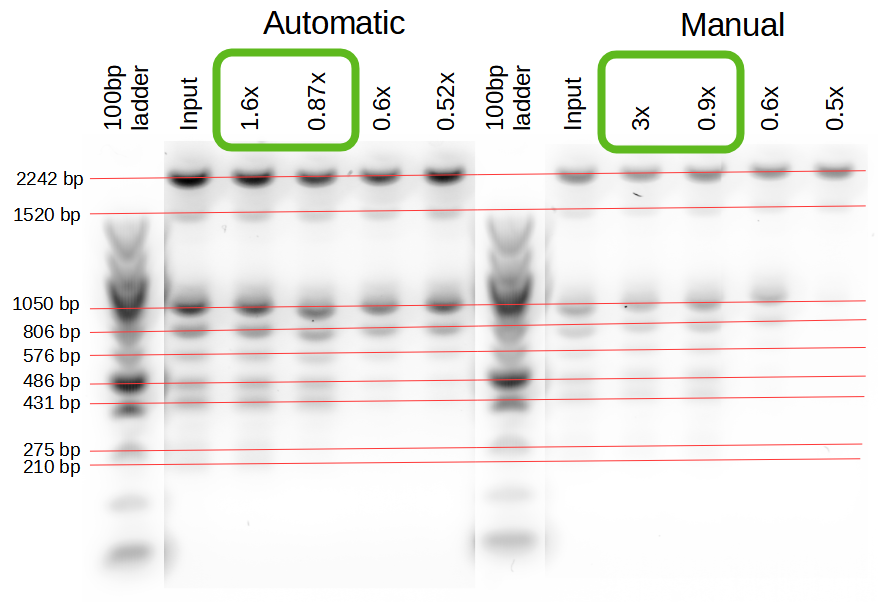 Automatic
Manual
100bp
ladder
Input
1.6x
0.87x
0.6x
0.52x
100bp
ladder
Input
3x
0.9x
0.6x
0.5x
2242 bp
1520 bp
1050 bp
806 bp
576 bp
486 bp
431 bp
275 bp
210 bp